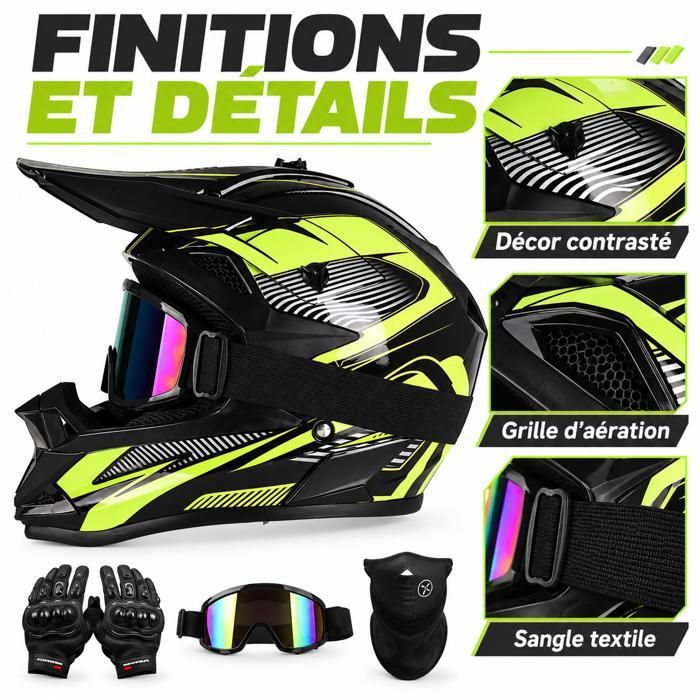 FINITIONS
ET DÉTAILS
Décor contrasté
Grille d'aération
Sangle textile